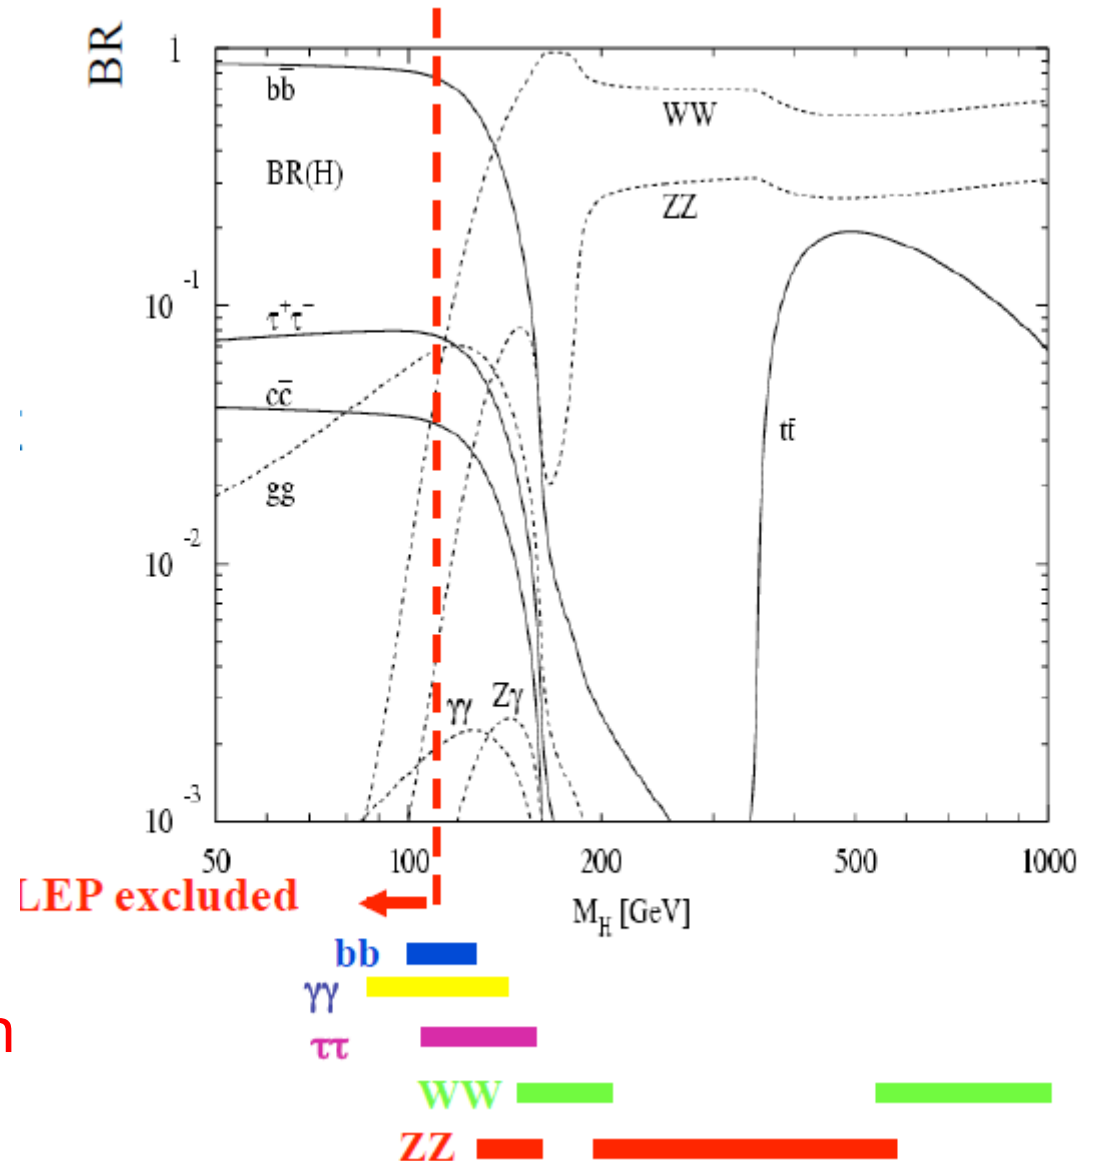 BR
1
bb̄
WW
BR(H)
ZZ
10⁻¹
τ⁺τ⁻
cc̄
tt̄
gg
10⁻²
γγ Zγ
10⁻³
50 100 200 500 1000
LEP excluded
M_H [GeV]
bb
γγ
n
ττ
WW
ZZ